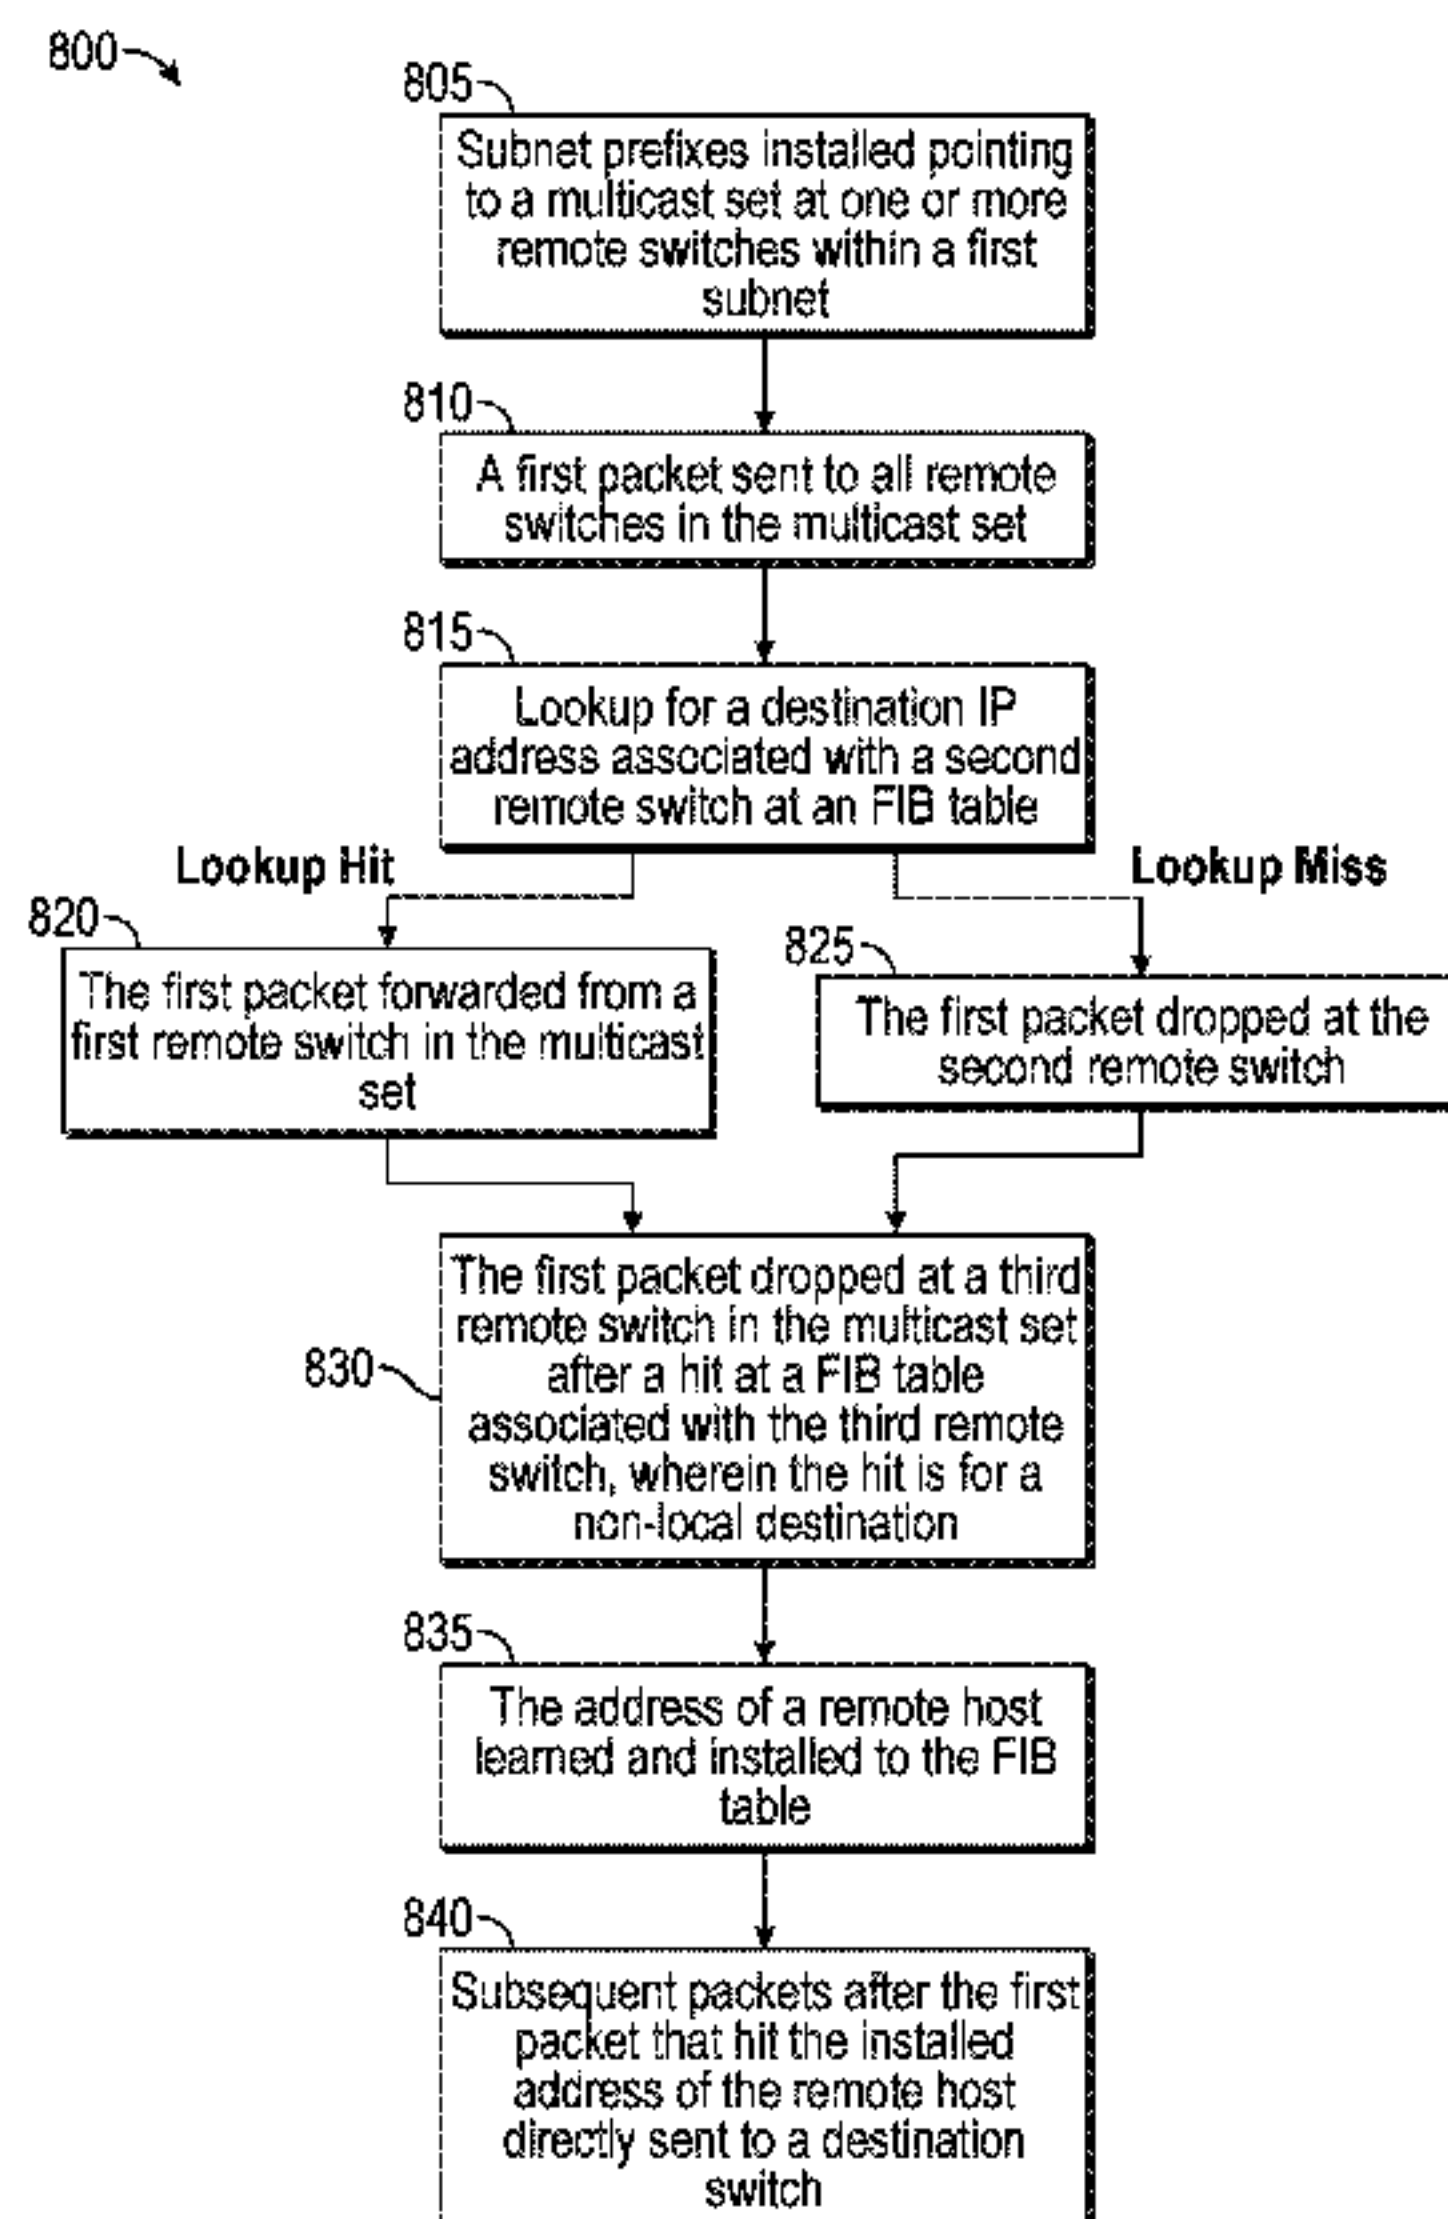 800
805
Subnet prefixes installed pointing
to a multicast set at one or more
remote switches within a first
subnet
810
A first packet sent to all remote
switches in the multicast set
815
Lookup for a destination IP
address associated with a second
remote switch at an FIB table
Lookup Hit
Lookup Miss
820
The first packet forwarded from a
first remote switch in the multicast
set
825
The first packet dropped at the
second remote switch
830
The first packet dropped at a third
remote switch in the multicast set
after a hit at a FIB table
associated with the third remote
switch, wherein the hit is for a
non-local destination
835
The address of a remote host
learned and installed to the FIB
table
840
Subsequent packets after the first
packet that hit the installed
address of the remote host
directly sent to a destination
switch